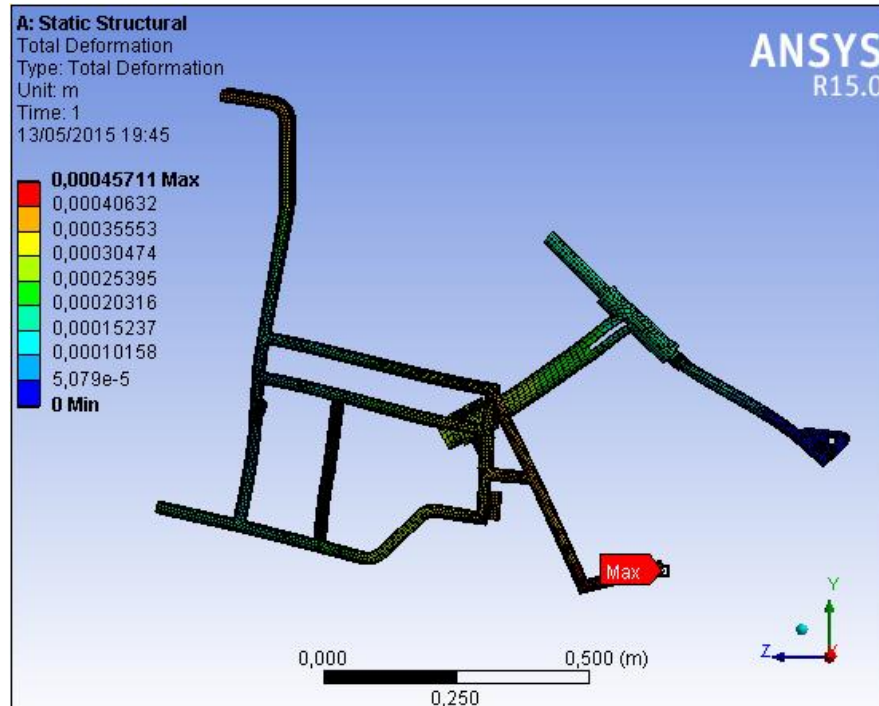 A: Static Structural
Total Deformation
Type: Total Deformation
Unit: m
Time: 1
13/05/2015 19:45
ANSYS
R15.0
0,00045711 Max
0,00040632
0,00035553
0,00030474
0,00025395
0,00020316
0,00015237
0,00010158
5,079e-5
0 Min
Max
0,000
0,500 (m)
0,250
Y
Z